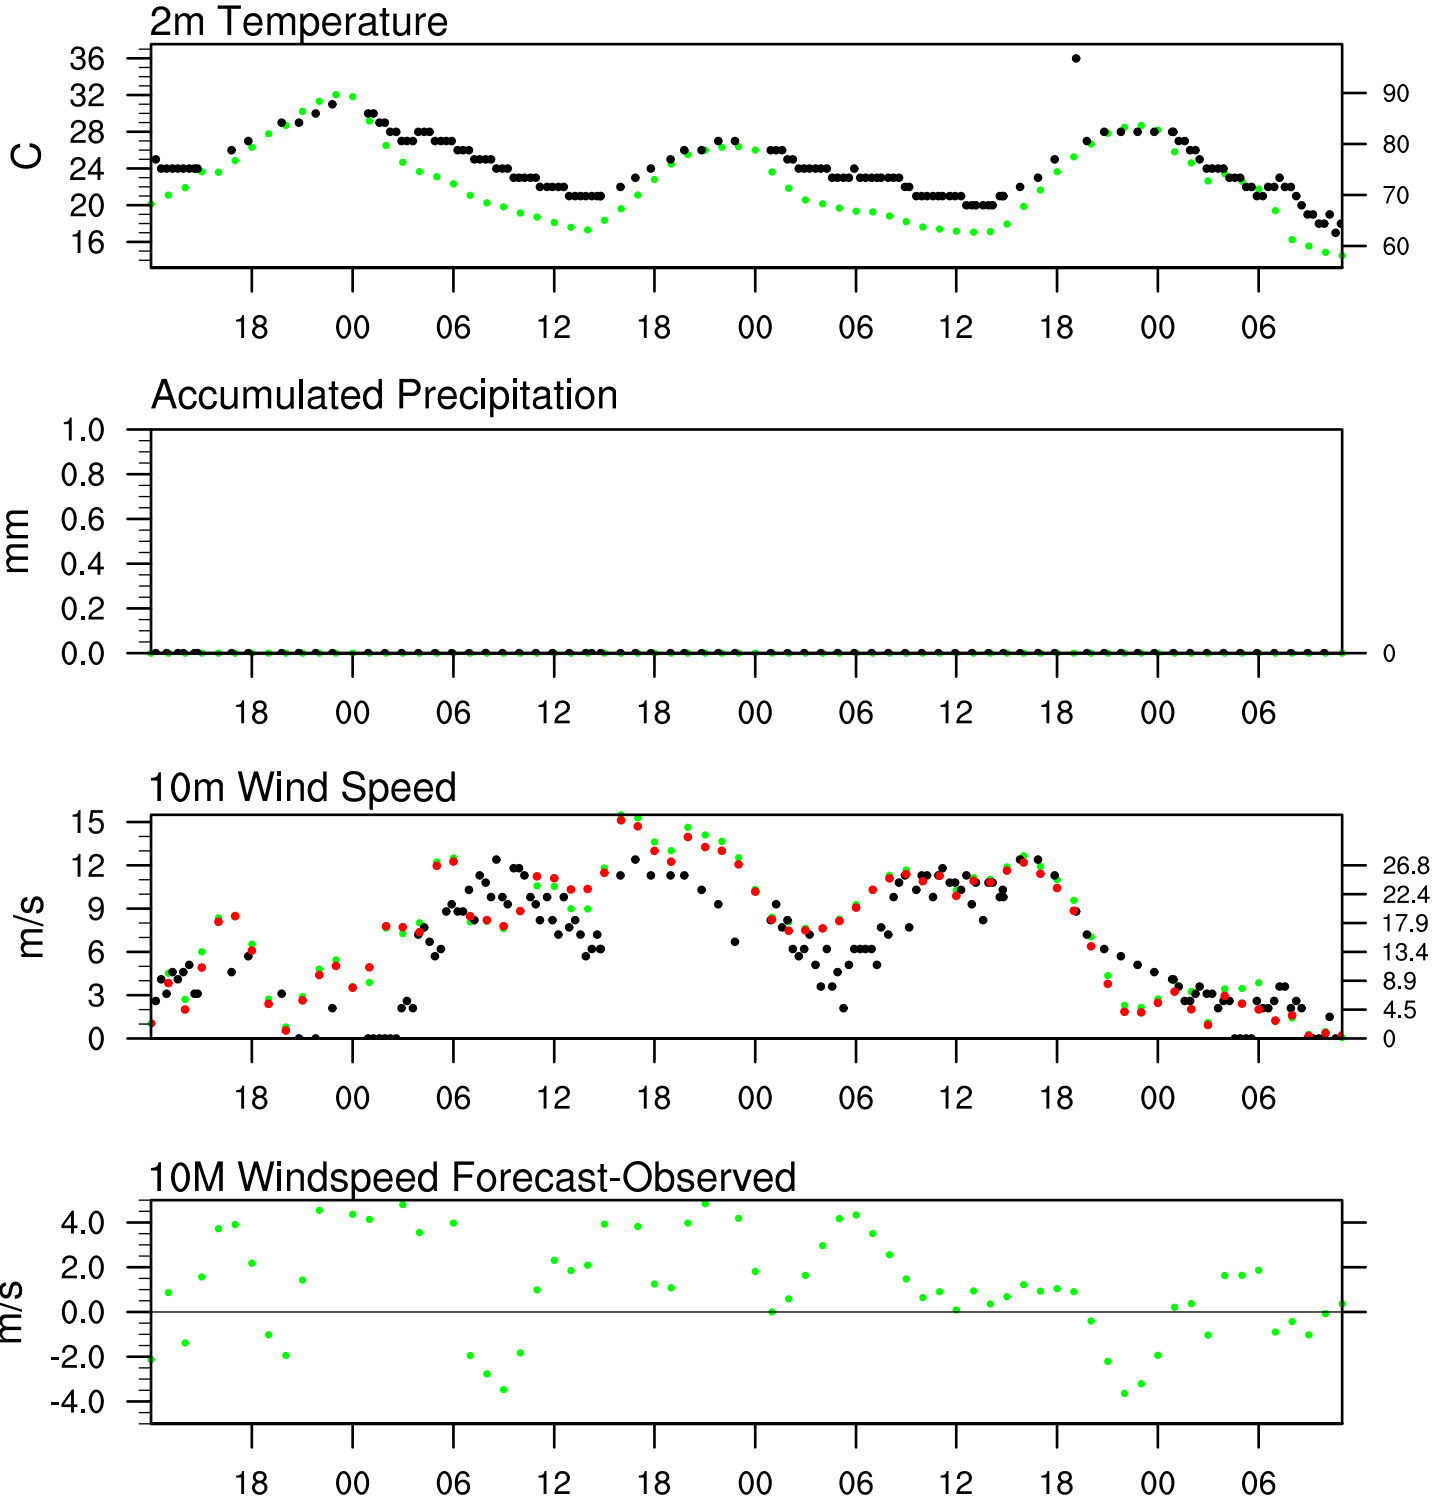 2m Temperature
36
32
28
24
20
16
C
90
80
70
60
18 00 06 12 18 00 06 12 18 00 06
Accumulated Precipitation
1.0
0.8
0.6
0.4
0.2
0.0
mm
0
18 00 06 12 18 00 06 12 18 00 06
10m Wind Speed
15
12
9
6
3
0
m/s
26.8
22.4
17.9
13.4
8.9
4.5
0
18 00 06 12 18 00 06 12 18 00 06
10M Windspeed Forecast-Observed
4.0
2.0
0.0
-2.0
-4.0
m/s
18 00 06 12 18 00 06 12 18 00 06